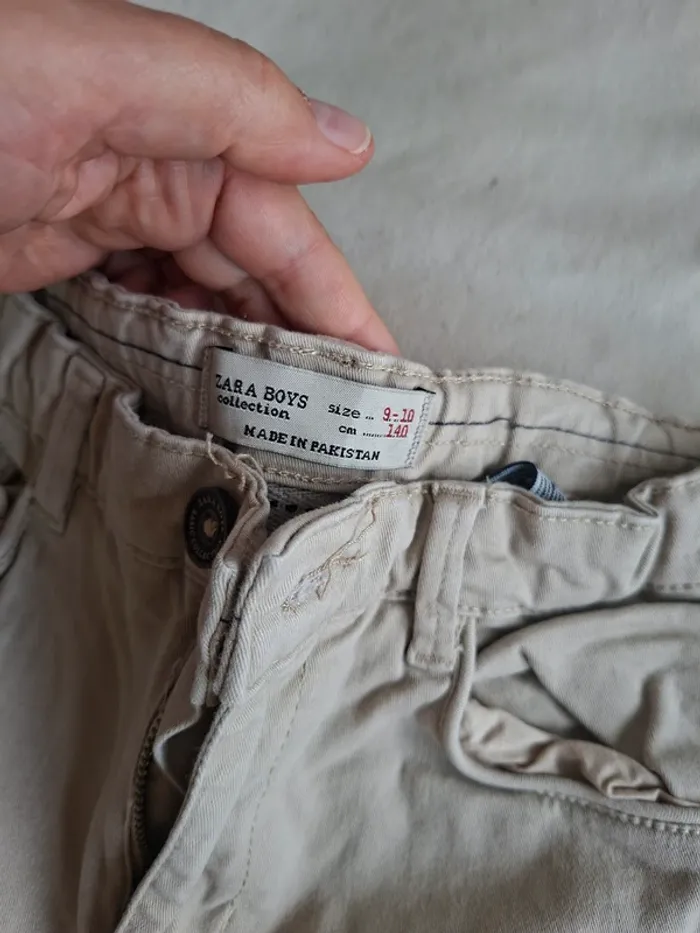 ZARA BOYS
collection
size ... 9-10
cm ....... 140
MADE IN PAKISTAN